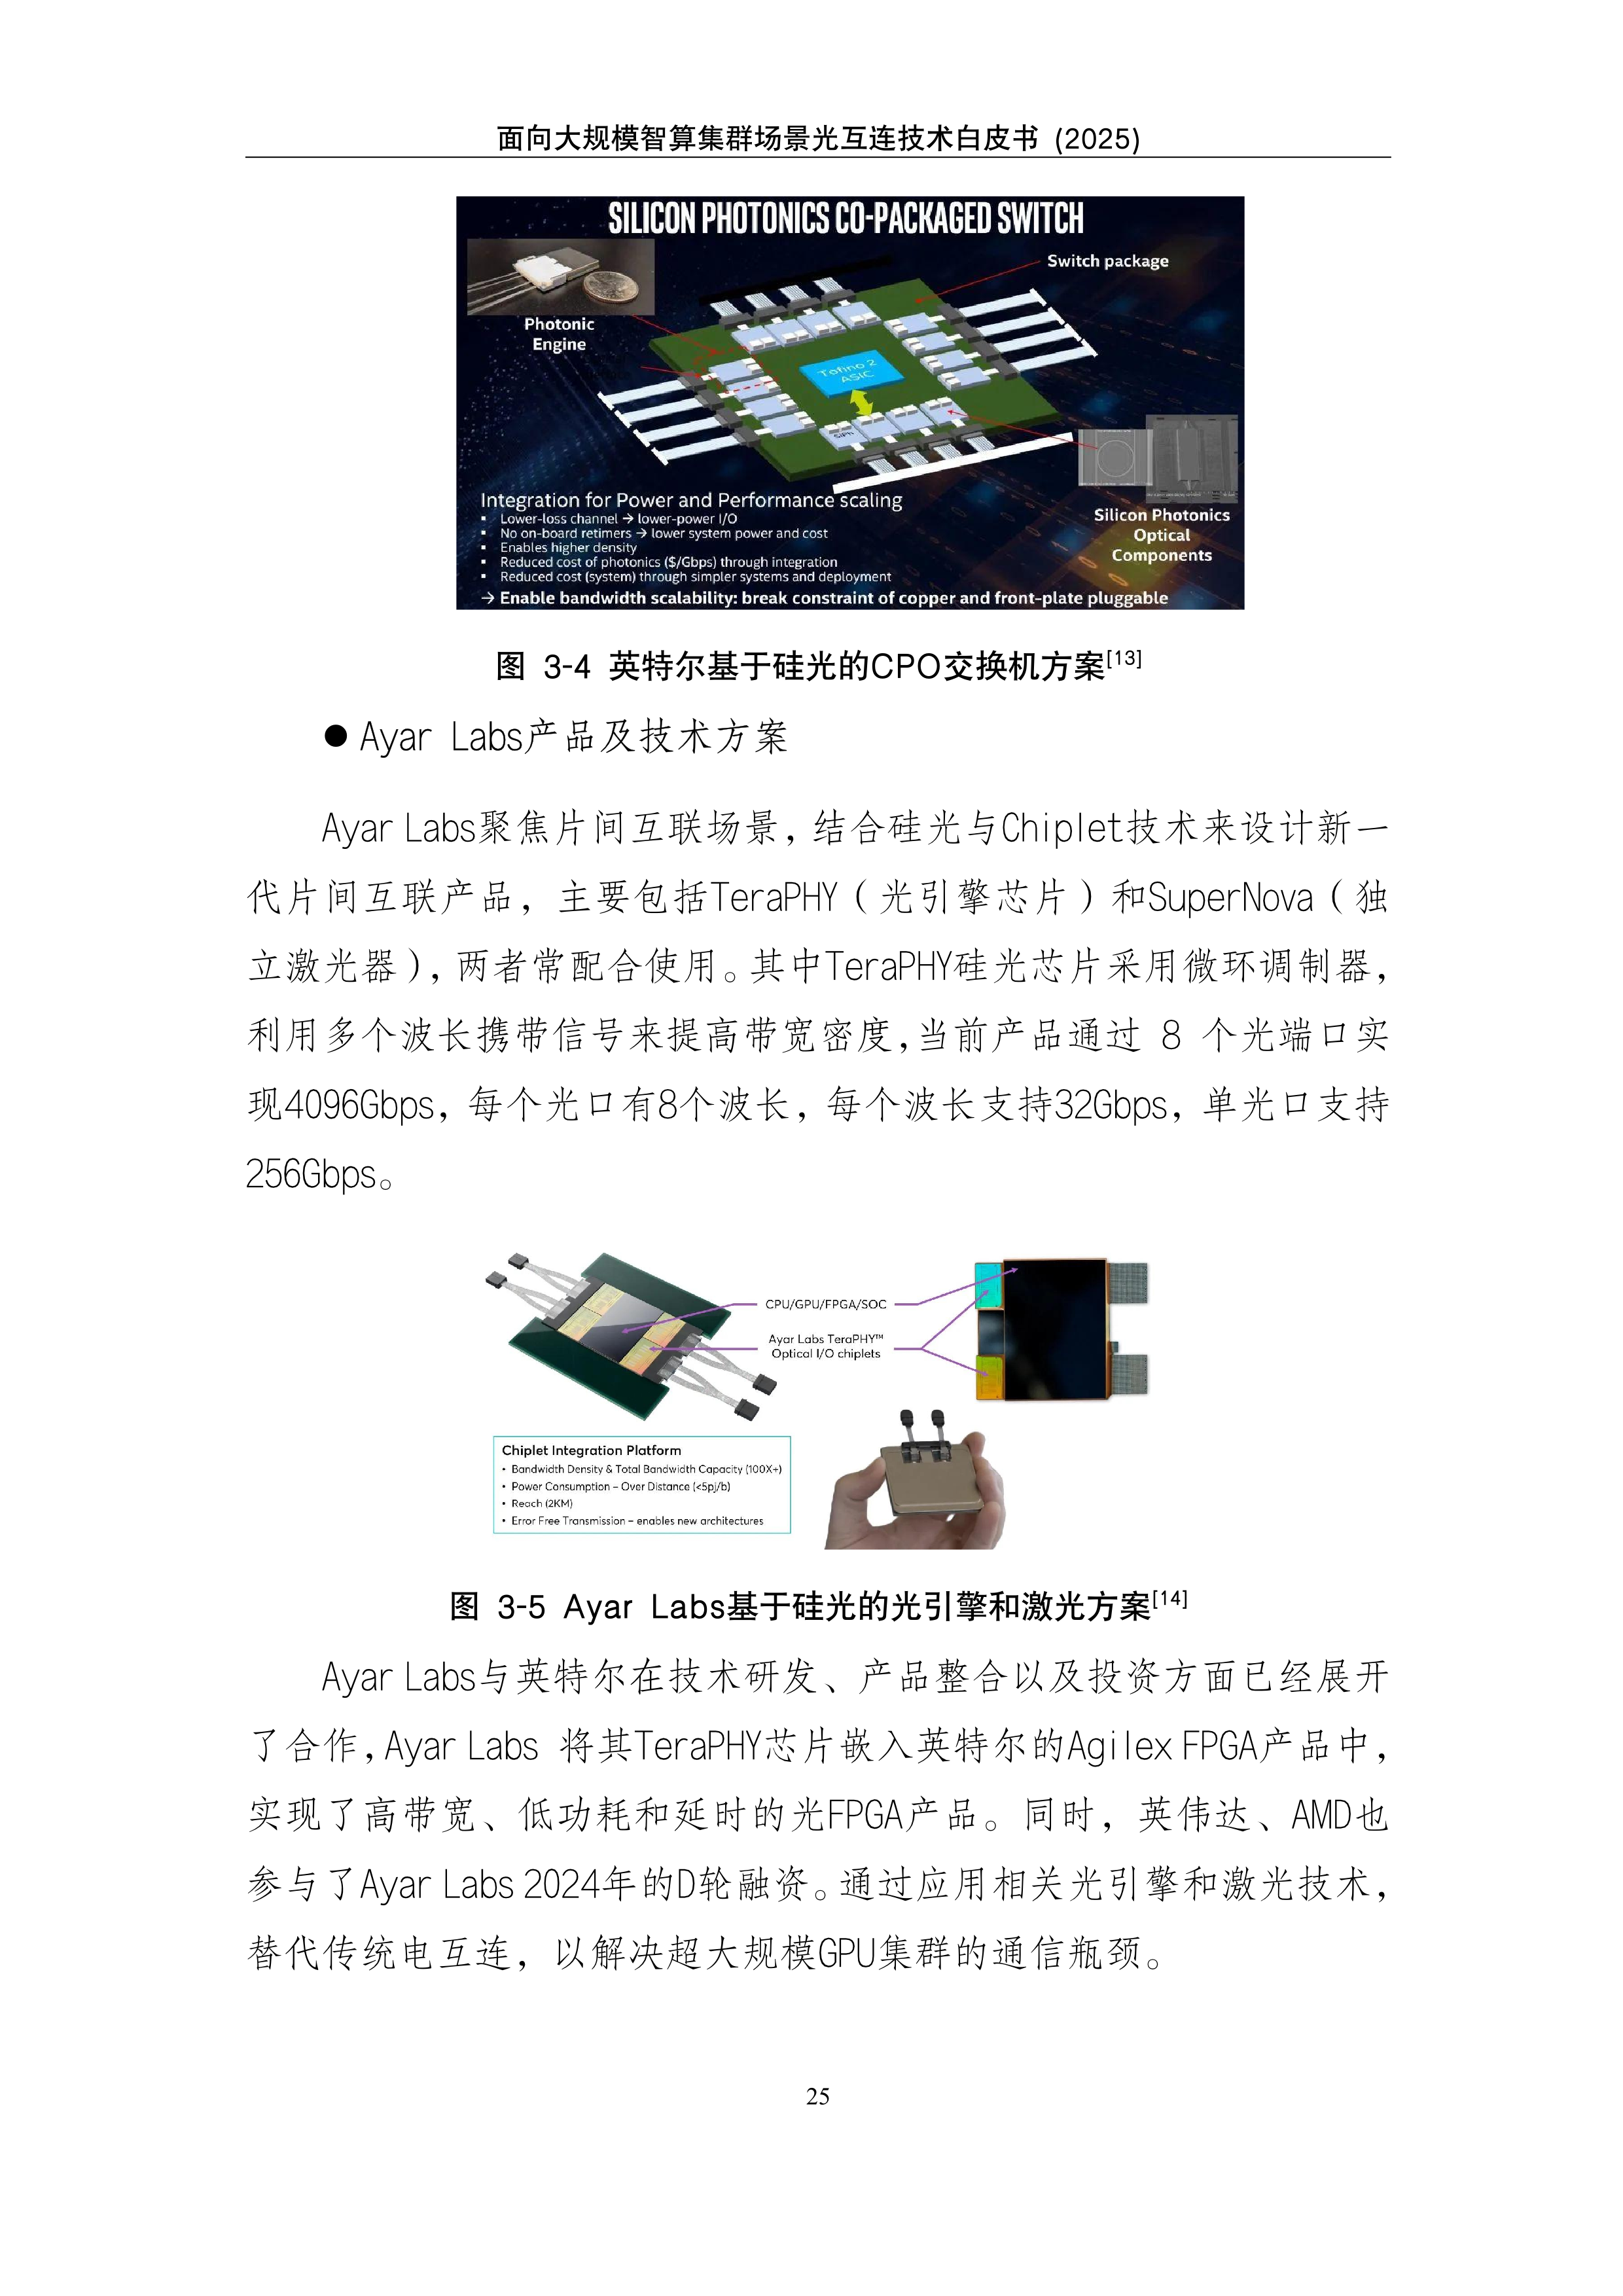 面向大规模智算集群场景光互连技术白皮书 (2025)
SILICON PHOTONICS CO-PACKAGED SWITCH
Switch package
Photonic
Engine
Tofino 2
ASIC
SiPh
Silicon Photonics
Optical
Components
Integration for Power and Performance scaling
▪ Lower-loss channel → lower-power I/O
▪ No on-board retimers → lower system power and cost
▪ Enables higher density
▪ Reduced cost of photonics ($/Gbps) through integration
▪ Reduced cost (system) through simpler systems and deployment
→ Enable bandwidth scalability: break constraint of copper and front-plate pluggable
图 3-4 英特尔基于硅光的CPO交换机方案[13]
● Ayar Labs产品及技术方案
Ayar Labs聚焦片间互联场景，结合硅光与Chiplet技术来设计新一
代片间互联产品，主要包括TeraPHY（光引擎芯片）和SuperNova（独
立激光器），两者常配合使用。其中TeraPHY硅光芯片采用微环调制器，
利用多个波长携带信号来提高带宽密度，当前产品通过 8 个光端口实
现4096Gbps，每个光口有8个波长，每个波长支持32Gbps，单光口支持
256Gbps。
CPU/GPU/FPGA/SOC
Ayar Labs TeraPHY™
Optical I/O chiplets
Chiplet Integration Platform
• Bandwidth Density & Total Bandwidth Capacity (100X+)
• Power Consumption – Over Distance (<5pj/b)
• Reach (2KM)
• Error Free Transmission – enables new architectures
图 3-5 Ayar Labs基于硅光的光引擎和激光方案[14]
Ayar Labs与英特尔在技术研发、产品整合以及投资方面已经展开
了合作，Ayar Labs 将其TeraPHY芯片嵌入英特尔的Agilex FPGA产品中，
实现了高带宽、低功耗和延时的光FPGA产品。同时，英伟达、AMD也
参与了Ayar Labs 2024年的D轮融资。通过应用相关光引擎和激光技术，
替代传统电互连，以解决超大规模GPU集群的通信瓶颈。
25